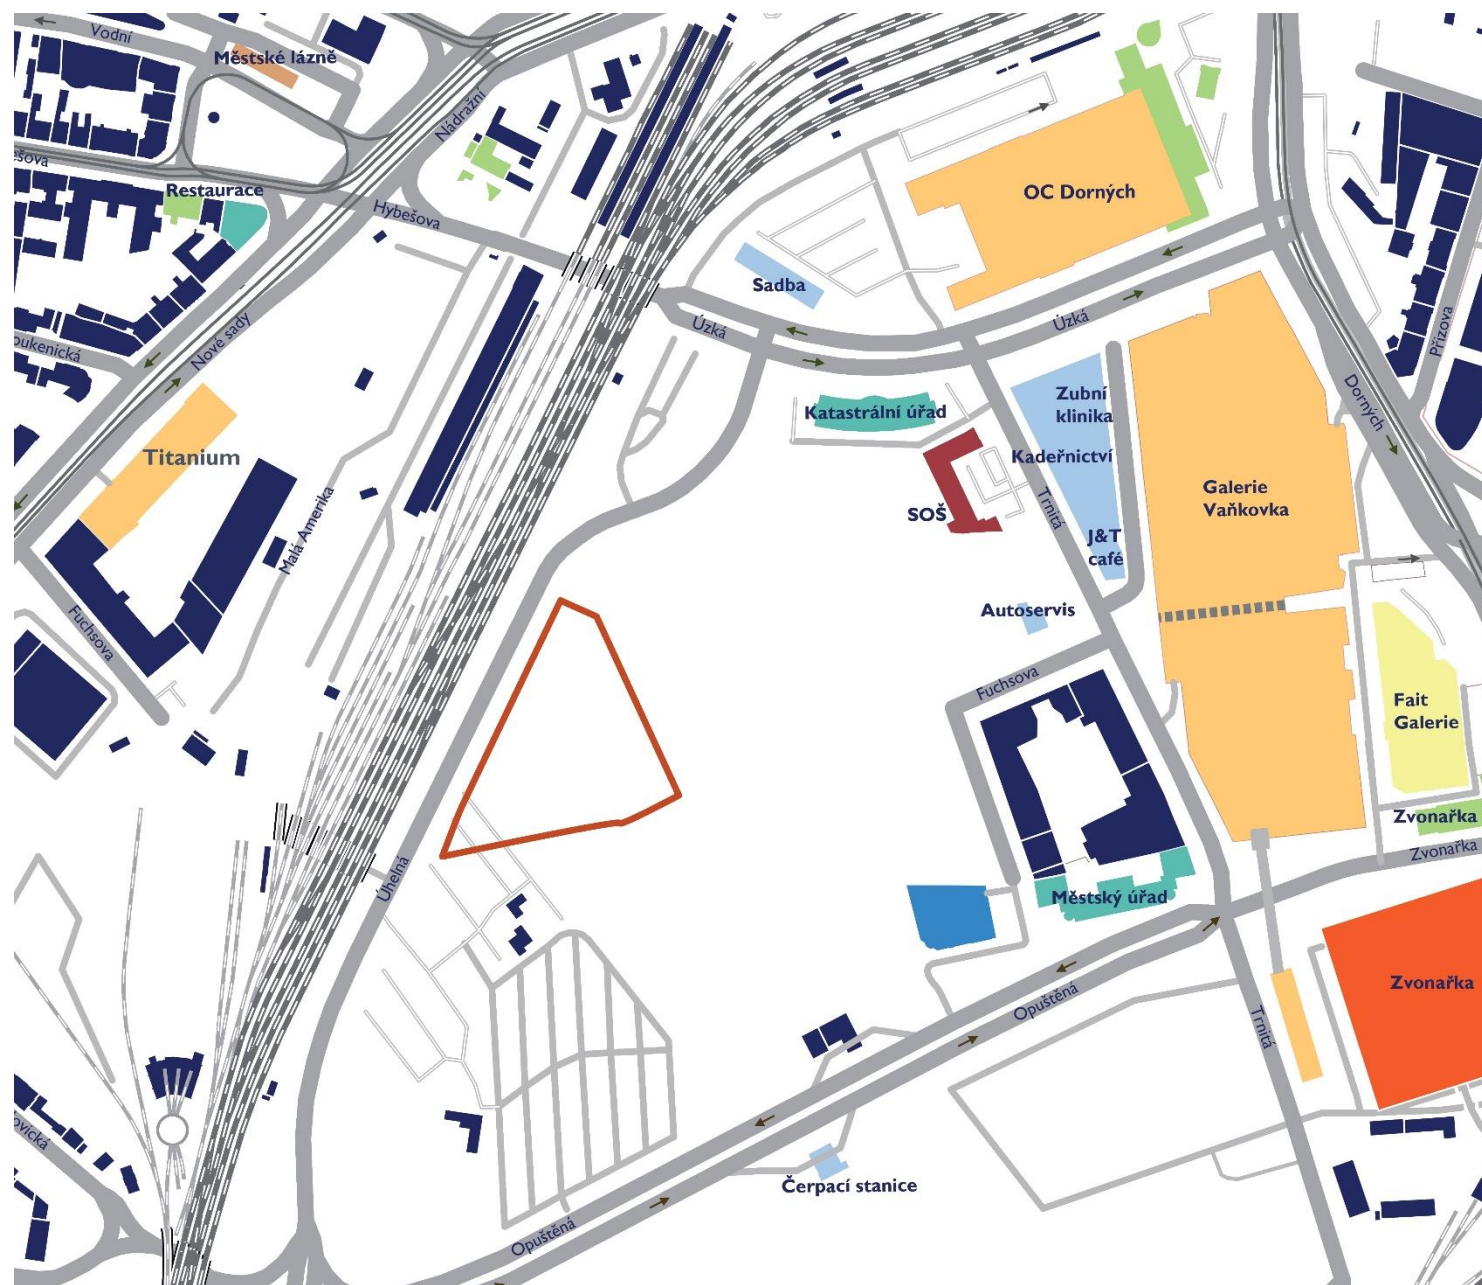 Vodní
Městské lázně
Nádražní
ešova
Restaurace
Hybešova
OC Dorných
Sadba
Úzká
Úzká
oukenická
Nové sady
Přízova
Dorných
Zubní
klinika
Katastrální úřad
Kadeřnictví
Titanium
Galerie
Vaňkovka
Trnitá
SOŠ
J&T
café
Malá Amerika
Autoservis
Fuchsova
Fuchsova
Fait
Galerie
Zvonařka
Zvonařka
Úhelná
Městský úřad
Zvonařka
Opuštěná
Trnitá
ovická
Čerpací stanice
Opuštěná